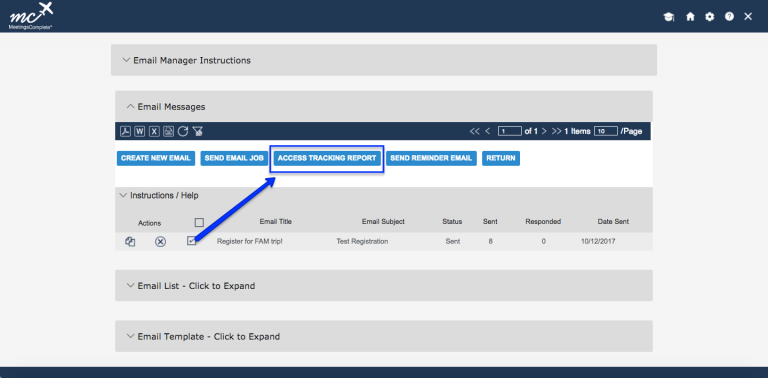 mc
MeetingsComplete
Email Manager Instructions
Email Messages
<< < 1 of 1 > >> 1 Items 10 /Page
CREATE NEW EMAIL SEND EMAIL JOB ACCESS TRACKING REPORT SEND REMINDER EMAIL RETURN
Instructions / Help
Actions Email Title Email Subject Status Sent Responded Date Sent
Register for FAM trip! Test Registration Sent 8 0 10/12/2017
Email List - Click to Expand
Email Template - Click to Expand